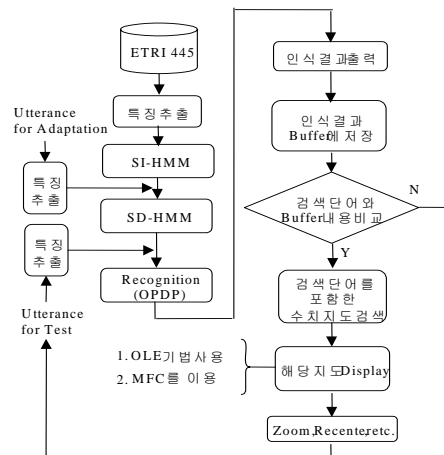 ETRI 445
특징추출
Utterance
for Adaptation
SI-HMM
특징
추출
SD-HMM
특징
추출
Recognition
(OPDP)
Utterance
for Test
인식결과출력
인식결과
Buffer에저장
검색단어와
Buffer내용비교
N
Y
검색단어를
포함한
수치지도검색
1. OLE기법사용
2. MFC를 이용
해당지도Display
Zoom,Recenter,etc.